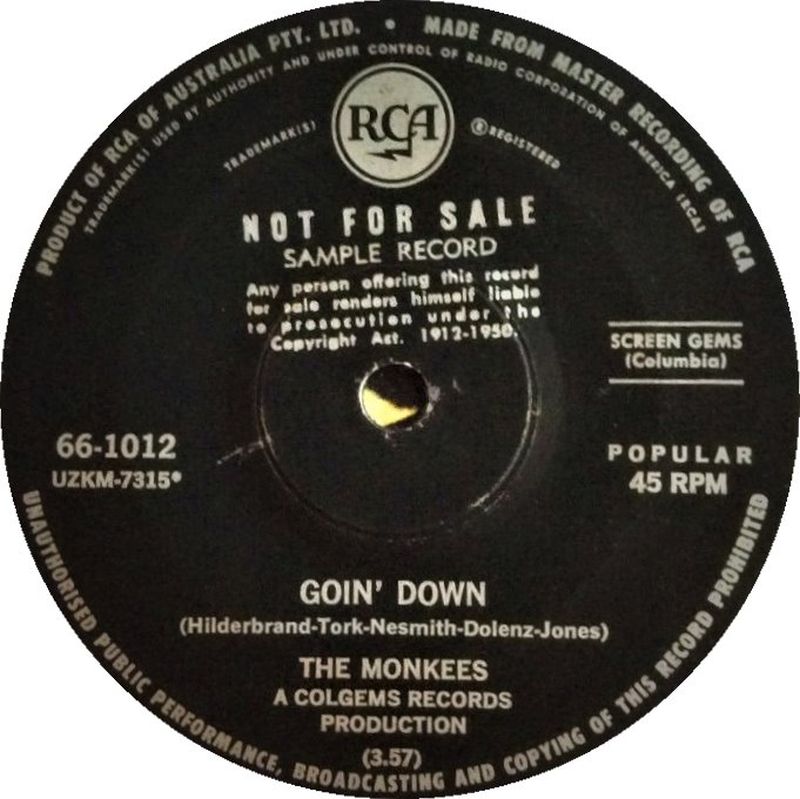 PRODUCT OF RCA OF AUSTRALIA PTY. LTD. • MADE FROM MASTER RECORDING OF RCA
TRADEMARK(S) USED BY AUTHORITY AND UNDER CONTROL OF RADIO CORPORATION OF AMERICA (RCA)
RCA
TRADEMARK(S) ®REGISTERED
NOT FOR SALE
SAMPLE RECORD
Any person offering this record
for sale renders himself liable
to prosecution under the
Copyright Act. 1912-1950.
SCREEN GEMS
(Columbia)
66-1012
UZKM-7315*
POPULAR
45 RPM
GOIN' DOWN
(Hilderbrand-Tork-Nesmith-Dolenz-Jones)
THE MONKEES
A COLGEMS RECORDS
PRODUCTION
(3.57)
UNAUTHORISED PUBLIC PERFORMANCE, BROADCASTING AND COPYING OF THIS RECORD PROHIBITED